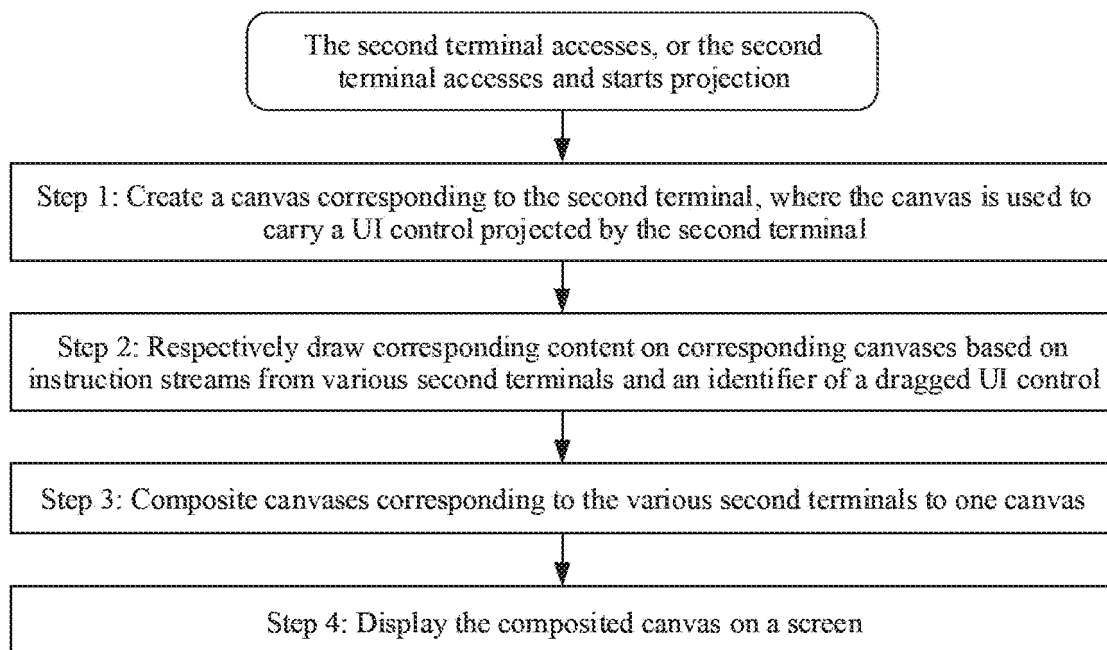 The second terminal accesses, or the second
terminal accesses and starts projection
Step 1: Create a canvas corresponding to the second terminal, where the canvas is used to
carry a UI control projected by the second terminal
Step 2: Respectively draw corresponding content on corresponding canvases based on
instruction streams from various second terminals and an identifier of a dragged UI control
Step 3: Composite canvases corresponding to the various second terminals to one canvas
Step 4: Display the composited canvas on a screen